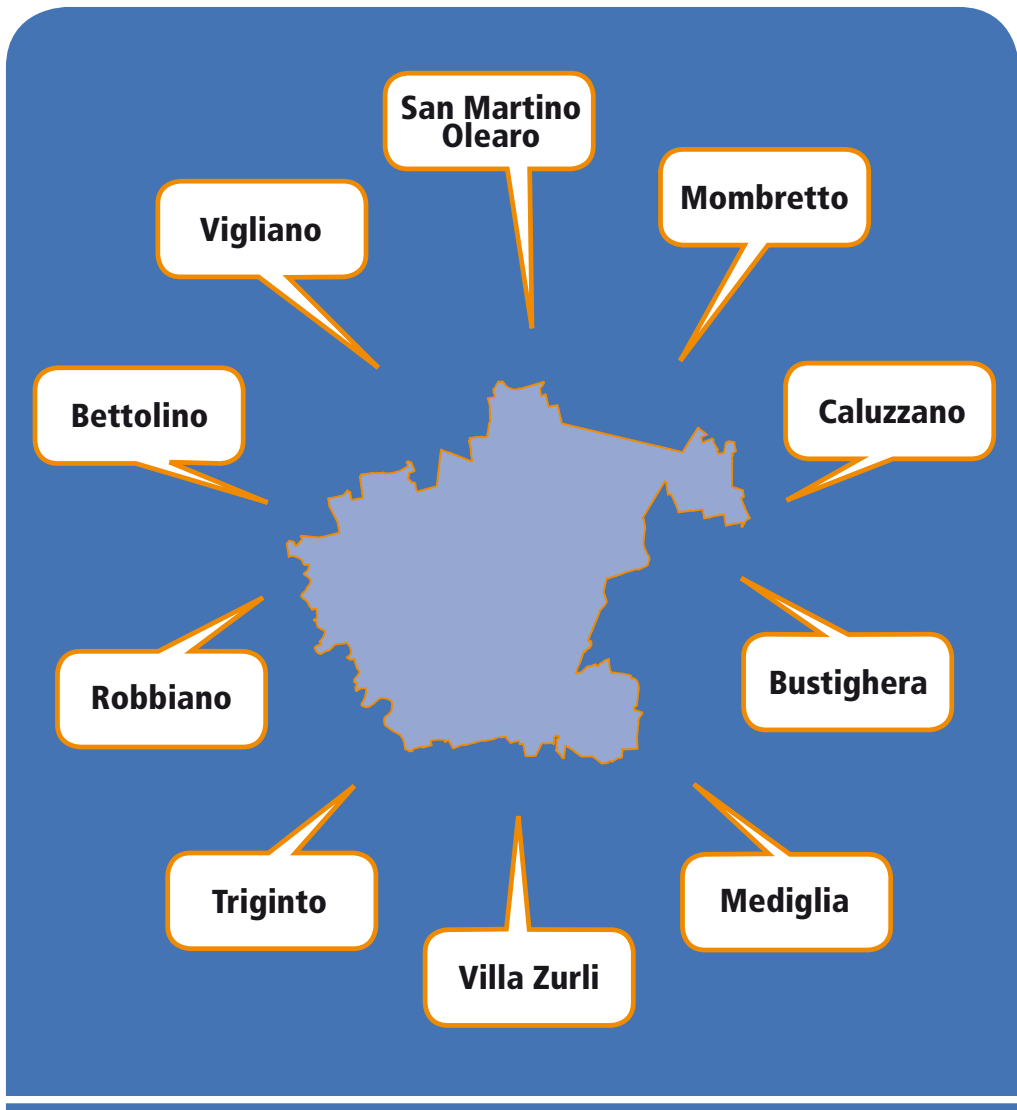 San Martino
Olearo
Mombretto
Vigliano
Caluzzano
Bettolino
Bustighera
Robbiano
Mediglia
Triginto
Villa Zurli